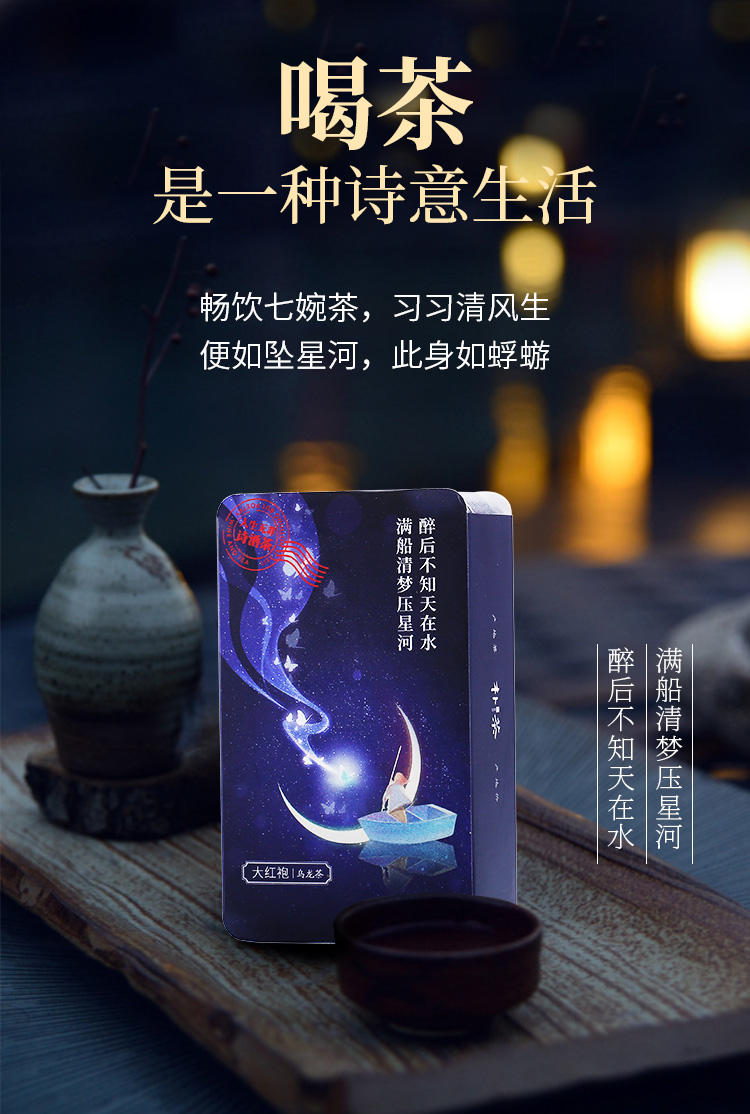 喝茶
是一种诗意生活
畅饮七婉茶，习习清风生
便如坠星河，此身如蜉蝣
醉后不知天在水
满船清梦压星河
诗酒茶
大红袍|乌龙茶
醉后不知天在水
满船清梦压星河